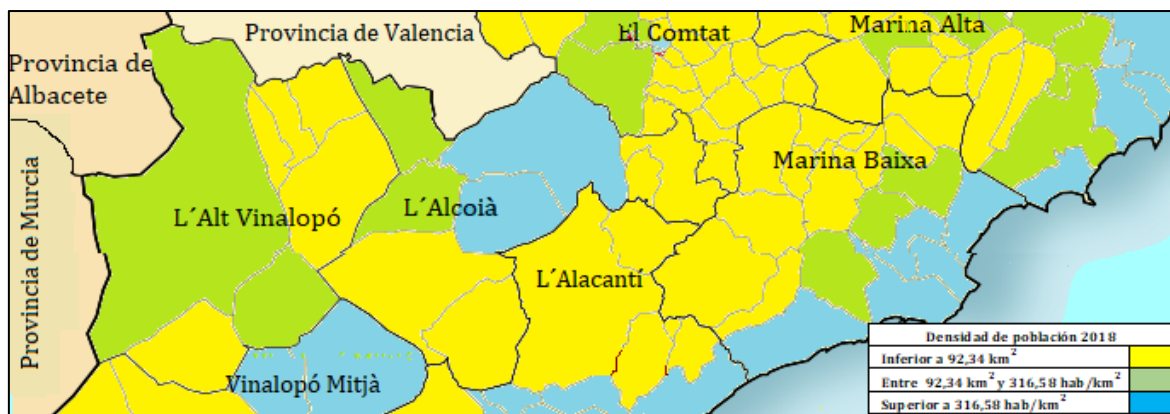 Provincia de Valencia
El Comtat
Marina Alta
Provincia de
Albacete
Provincia de Murcia
Marina Baixa
L´Alt Vinalopó
L´Alcoià
L´Alacantí
Vinalopó Mitjà
Densidad de población 2018
Inferior a 92,34 km²
Entre 92,34 km² y 316,58 hab/km²
Superior a 316,58 hab/km²